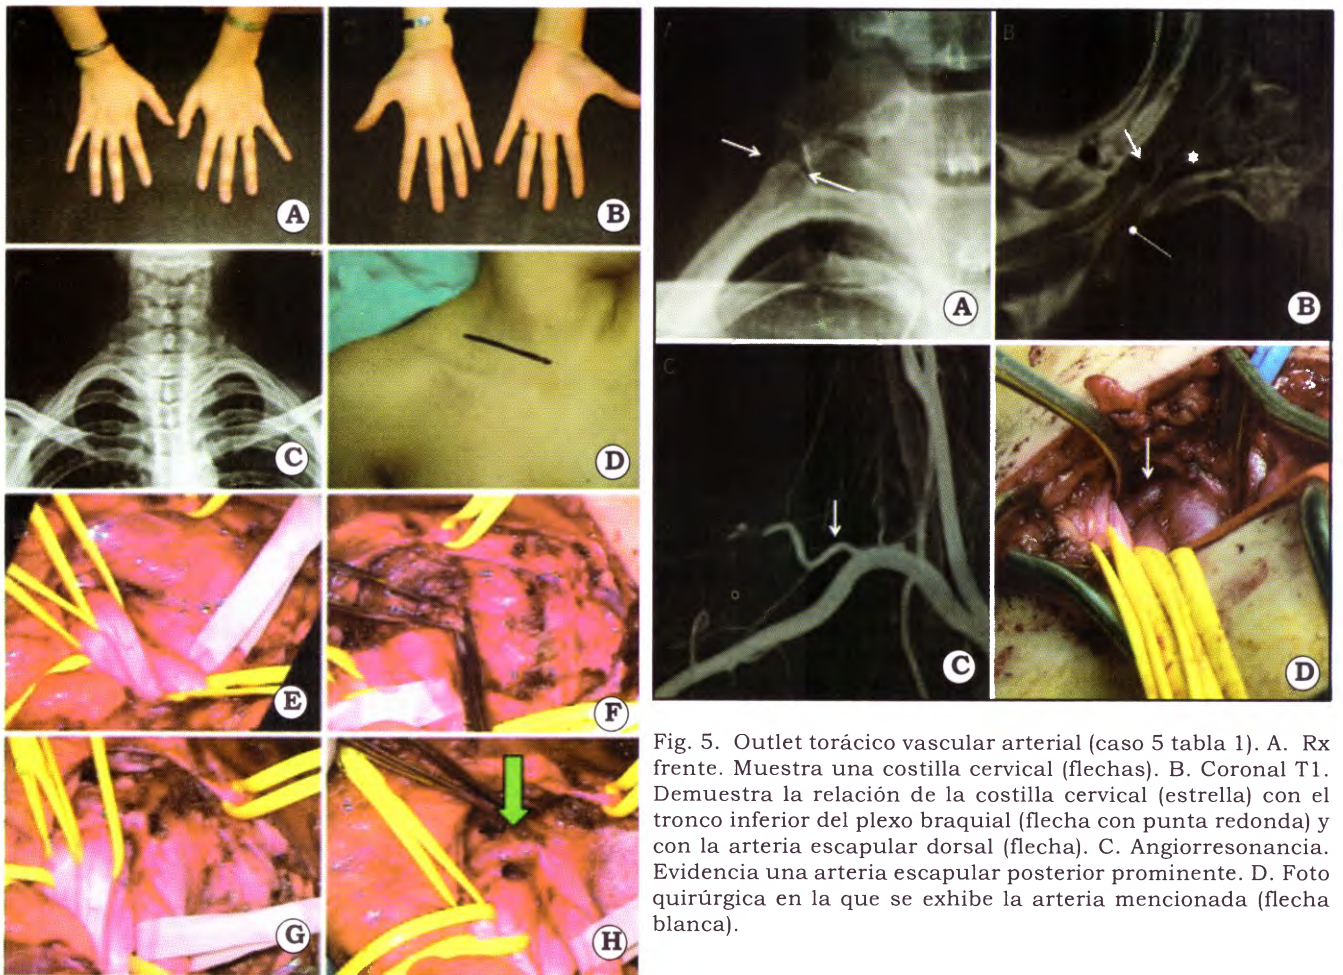 A
B
C
D
E
F
G
H
A
B
B
C
C
D
Fig. 5. Outlet torácico vascular arterial (caso 5 tabla 1). A. Rx
frente. Muestra una costilla cervical (flechas). B. Coronal T1.
Demuestra la relación de la costilla cervical (estrella) con el
tronco inferior del plexo braquial (flecha con punta redonda) y
con la arteria escapular dorsal (flecha). C. Angiorresonancia.
Evidencia una arteria escapular posterior prominente. D. Foto
quirúrgica en la que se exhibe la arteria mencionada (flecha
blanca).